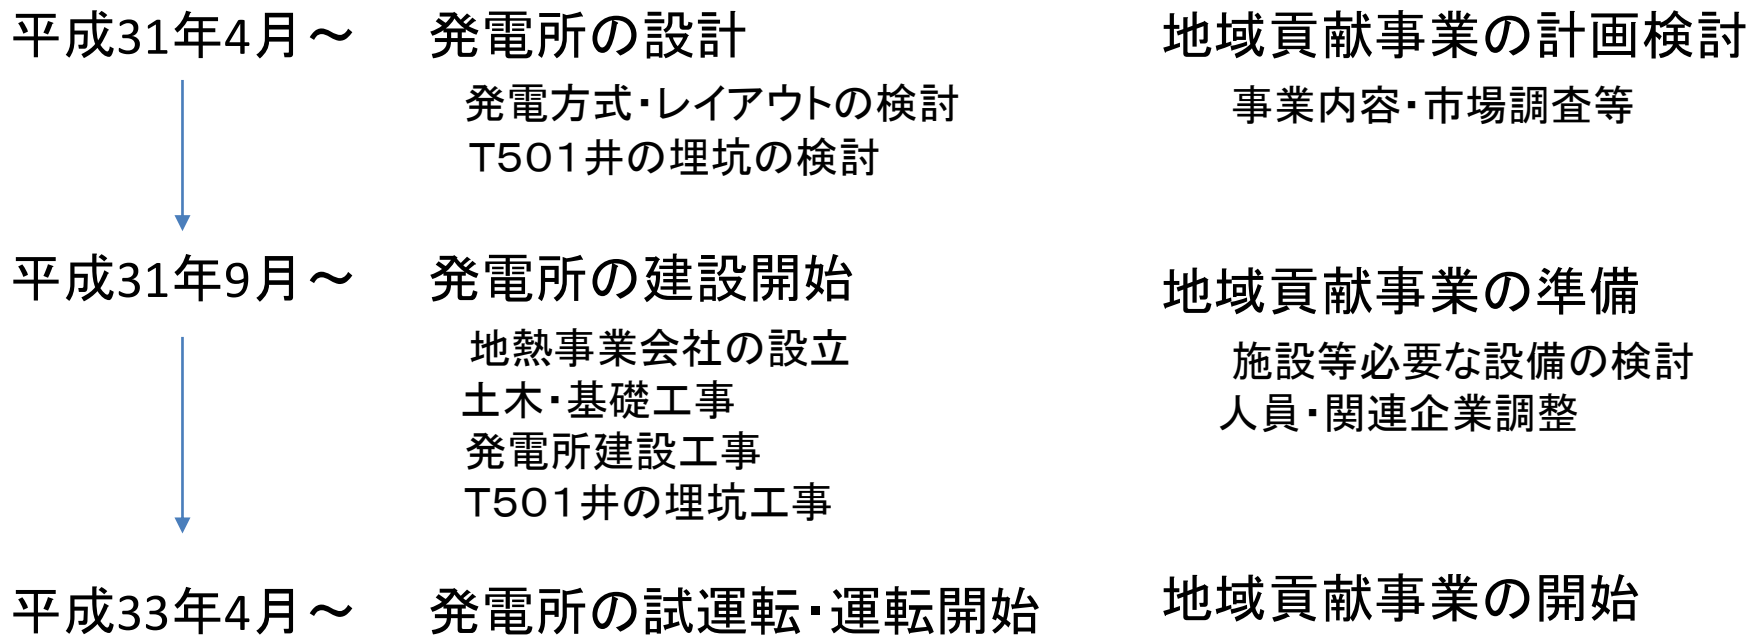 平成31年4月～ 発電所の設計 地域貢献事業の計画検討
発電方式・レイアウトの検討 事業内容・市場調査等
T501井の埋坑の検討
平成31年9月～ 発電所の建設開始 地域貢献事業の準備
地熱事業会社の設立 施設等必要な設備の検討
土木・基礎工事 人員・関連企業調整
発電所建設工事
T501井の埋坑工事
平成33年4月～ 発電所の試運転・運転開始 地域貢献事業の開始